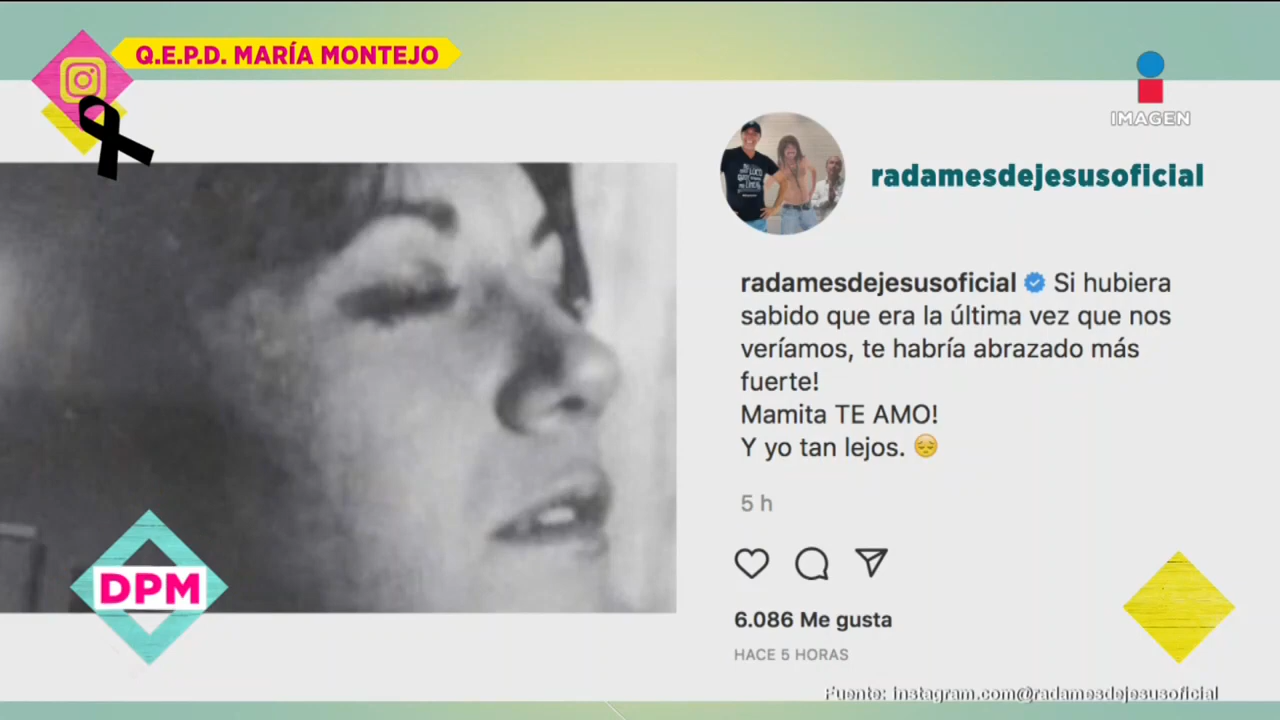 Q.E.P.D. MARÍA MONTEJO
IMAGEN
radamesdejesusoficial
radamesdejesusoficial Si hubiera
sabido que era la última vez que nos
veríamos, te habría abrazado más
fuerte!
Mamita TE AMO!
Y yo tan lejos. 😔
5 h
6.086 Me gusta
HACE 5 HORAS
DPM
Fuente: Instagram.com@radamesdejesusoficial